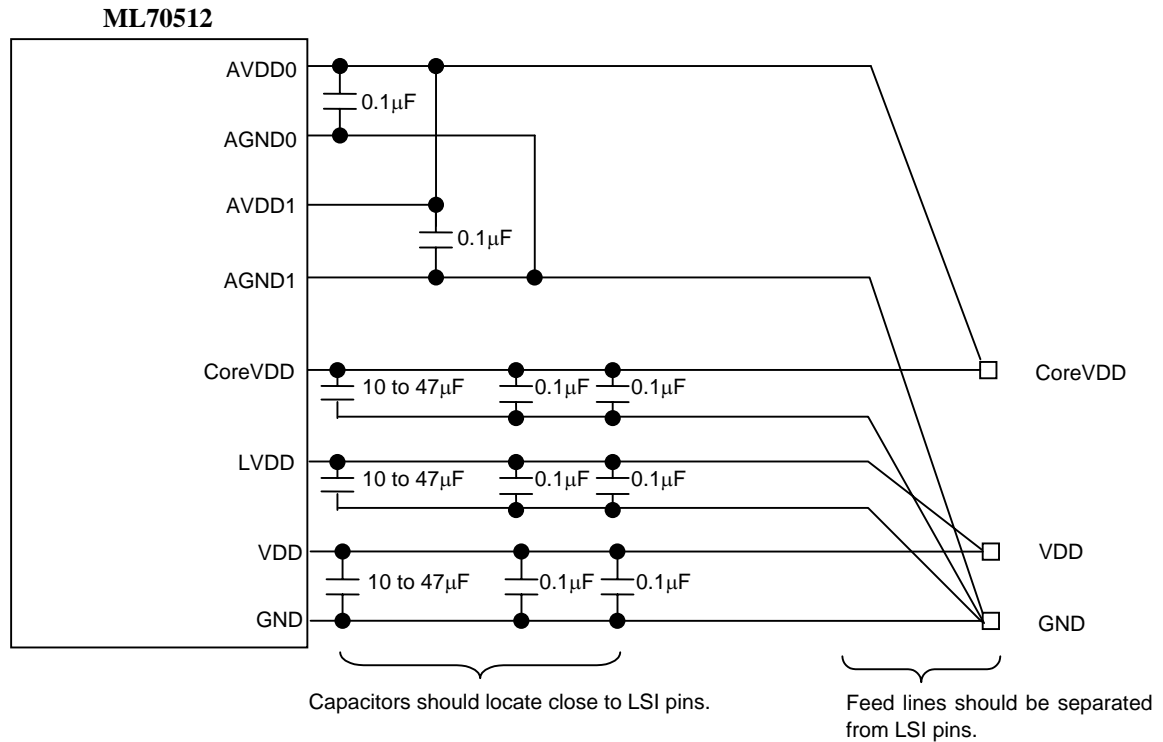 ML70512
AVDD0
0.1μF
AGND0
AVDD1
0.1μF
AGND1
CoreVDD
10 to 47μF
0.1μF
0.1μF
CoreVDD
LVDD
10 to 47μF
0.1μF
0.1μF
VDD
10 to 47μF
0.1μF
0.1μF
VDD
GND
GND
Capacitors should locate close to LSI pins.
Feed lines should be separated
from LSI pins.